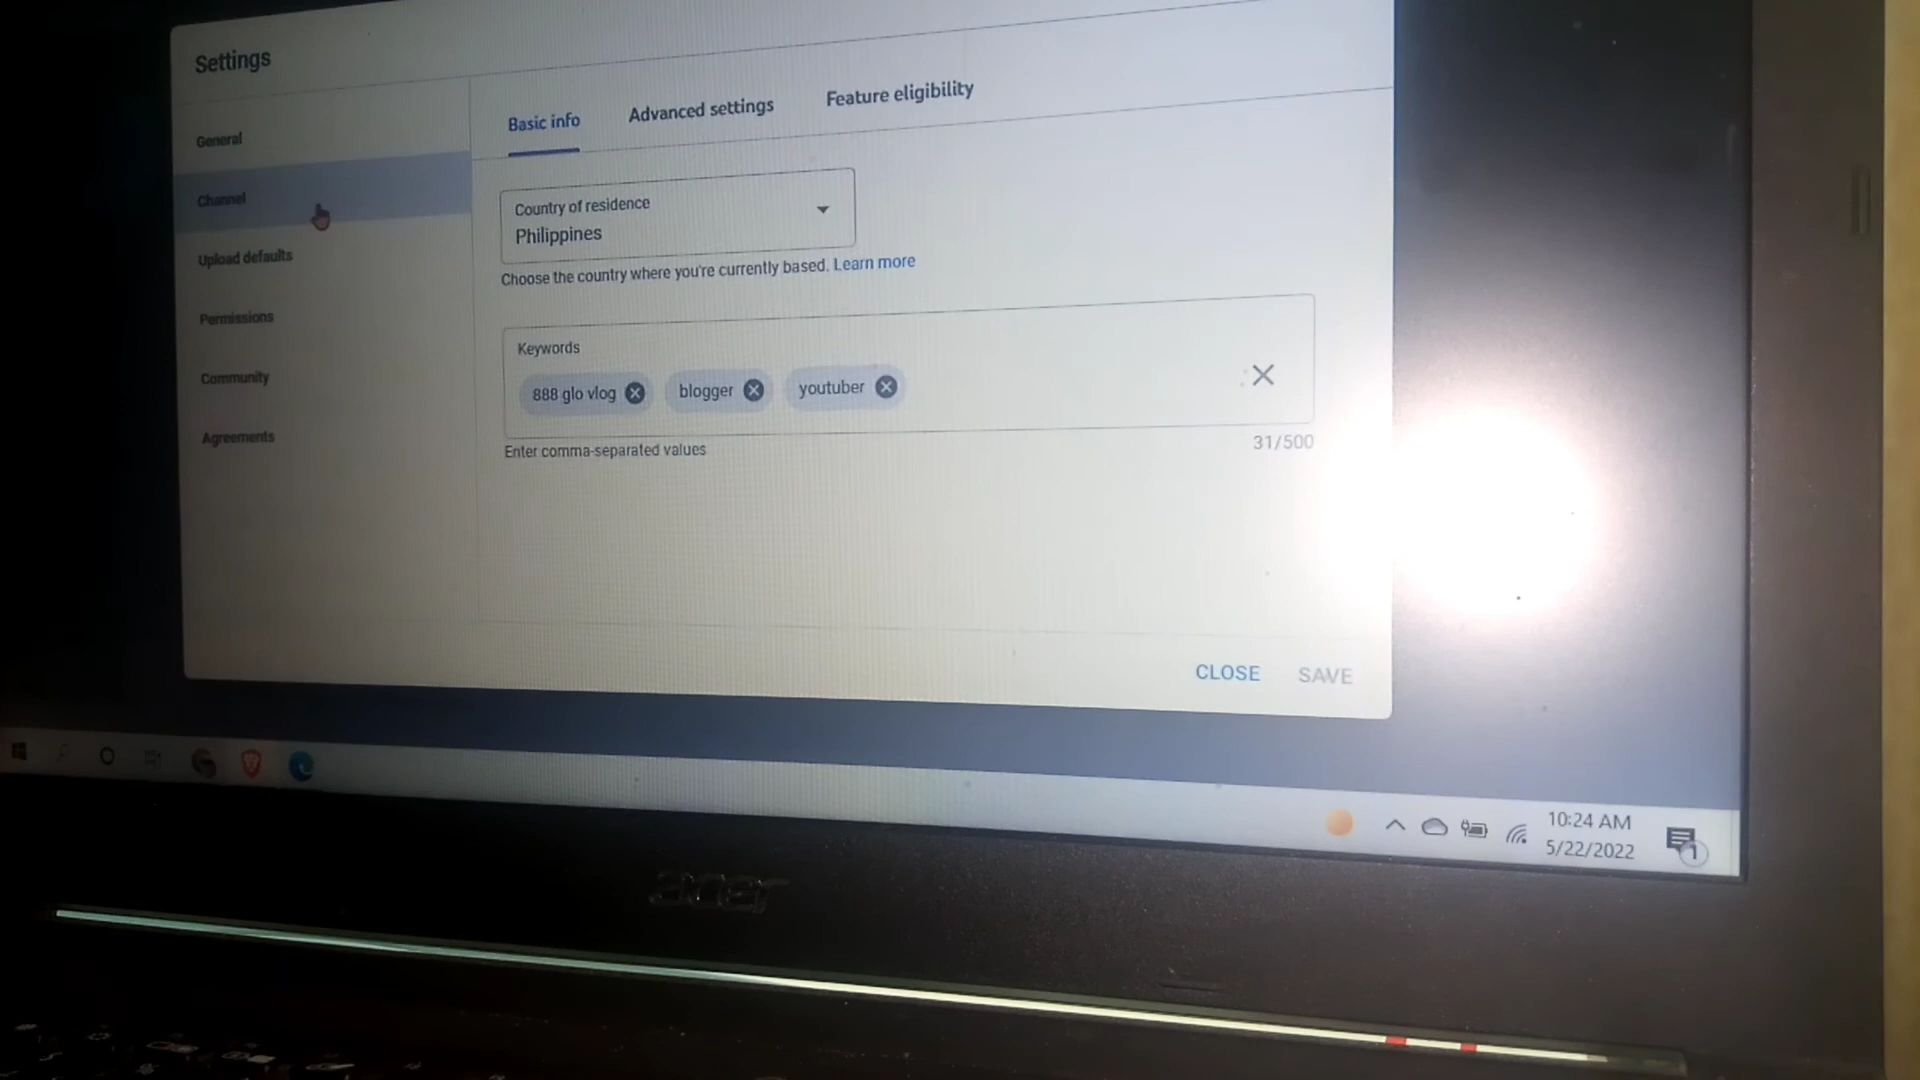 Settings
General
Channel
Upload defaults
Permissions
Community
Agreements
Basic info
Advanced settings
Feature eligibility
Country of residence
Philippines
Choose the country where you're currently based. Learn more
Keywords
888 glo vlog
blogger
youtuber
Enter comma-separated values
31/500
CLOSE
SAVE
10:24 AM
5/22/2022
1
acer